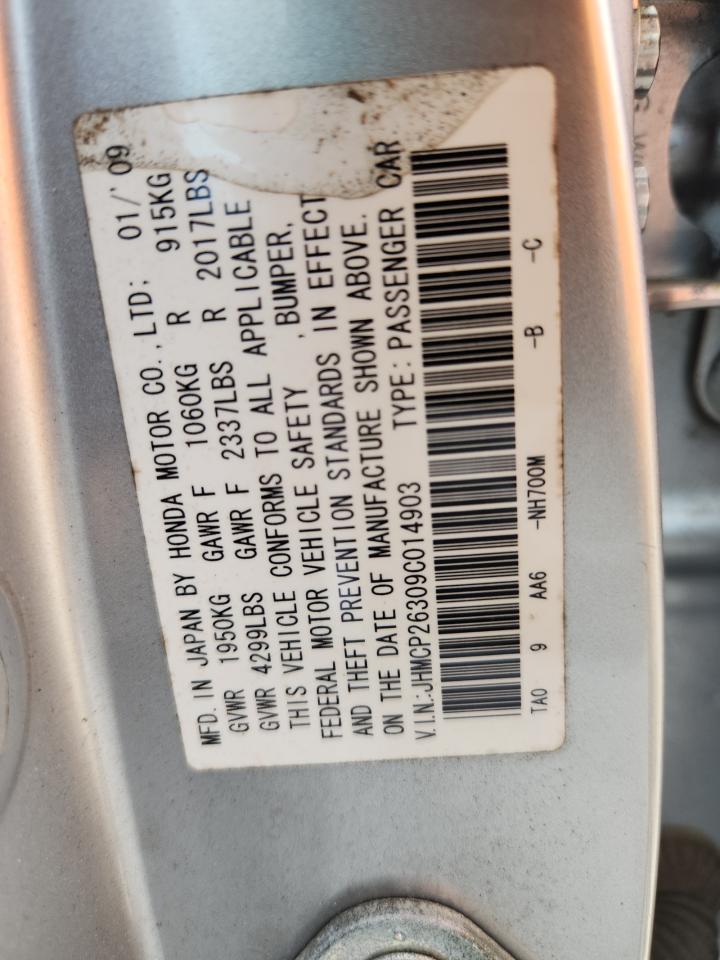 MFD. IN JAPAN BY HONDA MOTOR CO., LTD; 01/'09
GVWR 1950KG GAWR F 1060KG R 915KG
GVWR 4299LBS GAWR F 2337LBS R 2017LBS
THIS VEHICLE CONFORMS TO ALL APPLICABLE
FEDERAL MOTOR VEHICLE SAFETY , BUMPER,
AND THEFT PREVENTION STANDARDS IN EFFECT
ON THE DATE OF MANUFACTURE SHOWN ABOVE.
V.I.N.:JHMCP26309C014903 TYPE: PASSENGER CAR
TA0 9 AA6 -NH700M -B -C